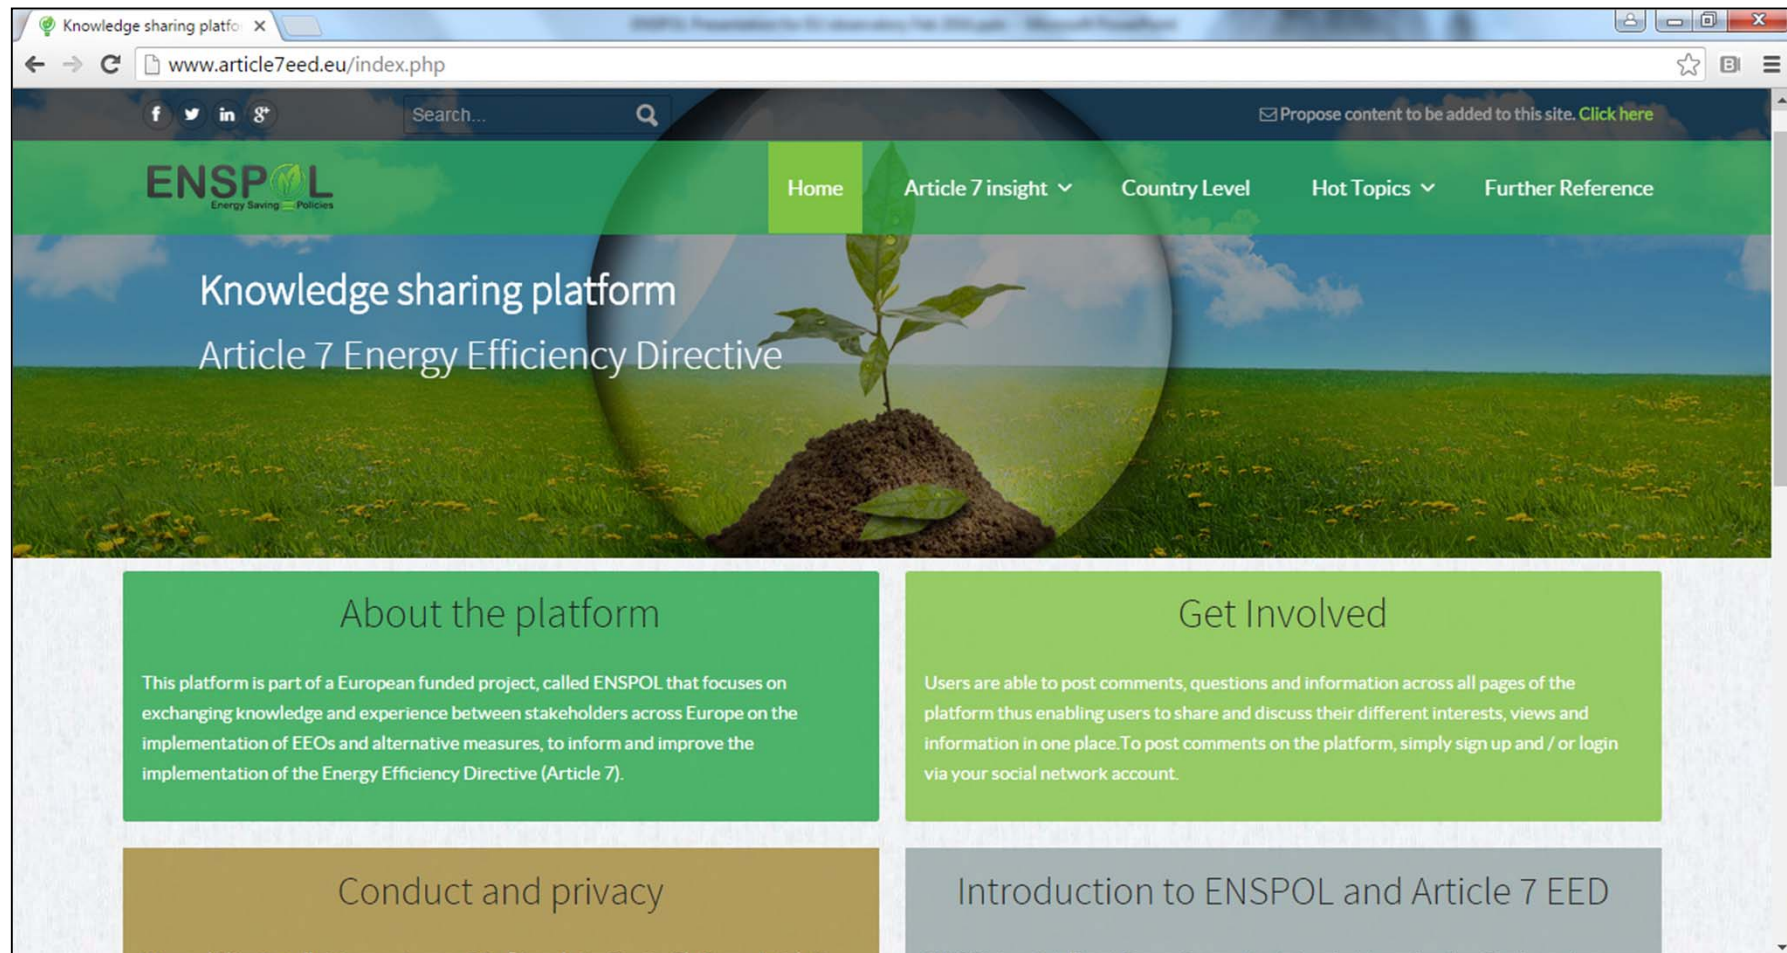 Knowledge sharing platfo
www.article7eed.eu/index.php
Search...
Propose content to be added to this site. Click here
ENSPOL
Energy Saving Policies
Home
Article 7 insight
Country Level
Hot Topics
Further Reference
Knowledge sharing platform
Article 7 Energy Efficiency Directive
About the platform
This platform is part of a European funded project, called ENSPOL that focuses on
exchanging knowledge and experience between stakeholders across Europe on the
implementation of EEOs and alternative measures, to inform and improve the
implementation of the Energy Efficiency Directive (Article 7).
Get Involved
Users are able to post comments, questions and information across all pages of the
platform thus enabling users to share and discuss their different interests, views and
information in one place.To post comments on the platform, simply sign up and / or login
via your social network account.
Conduct and privacy
Introduction to ENSPOL and Article 7 EED